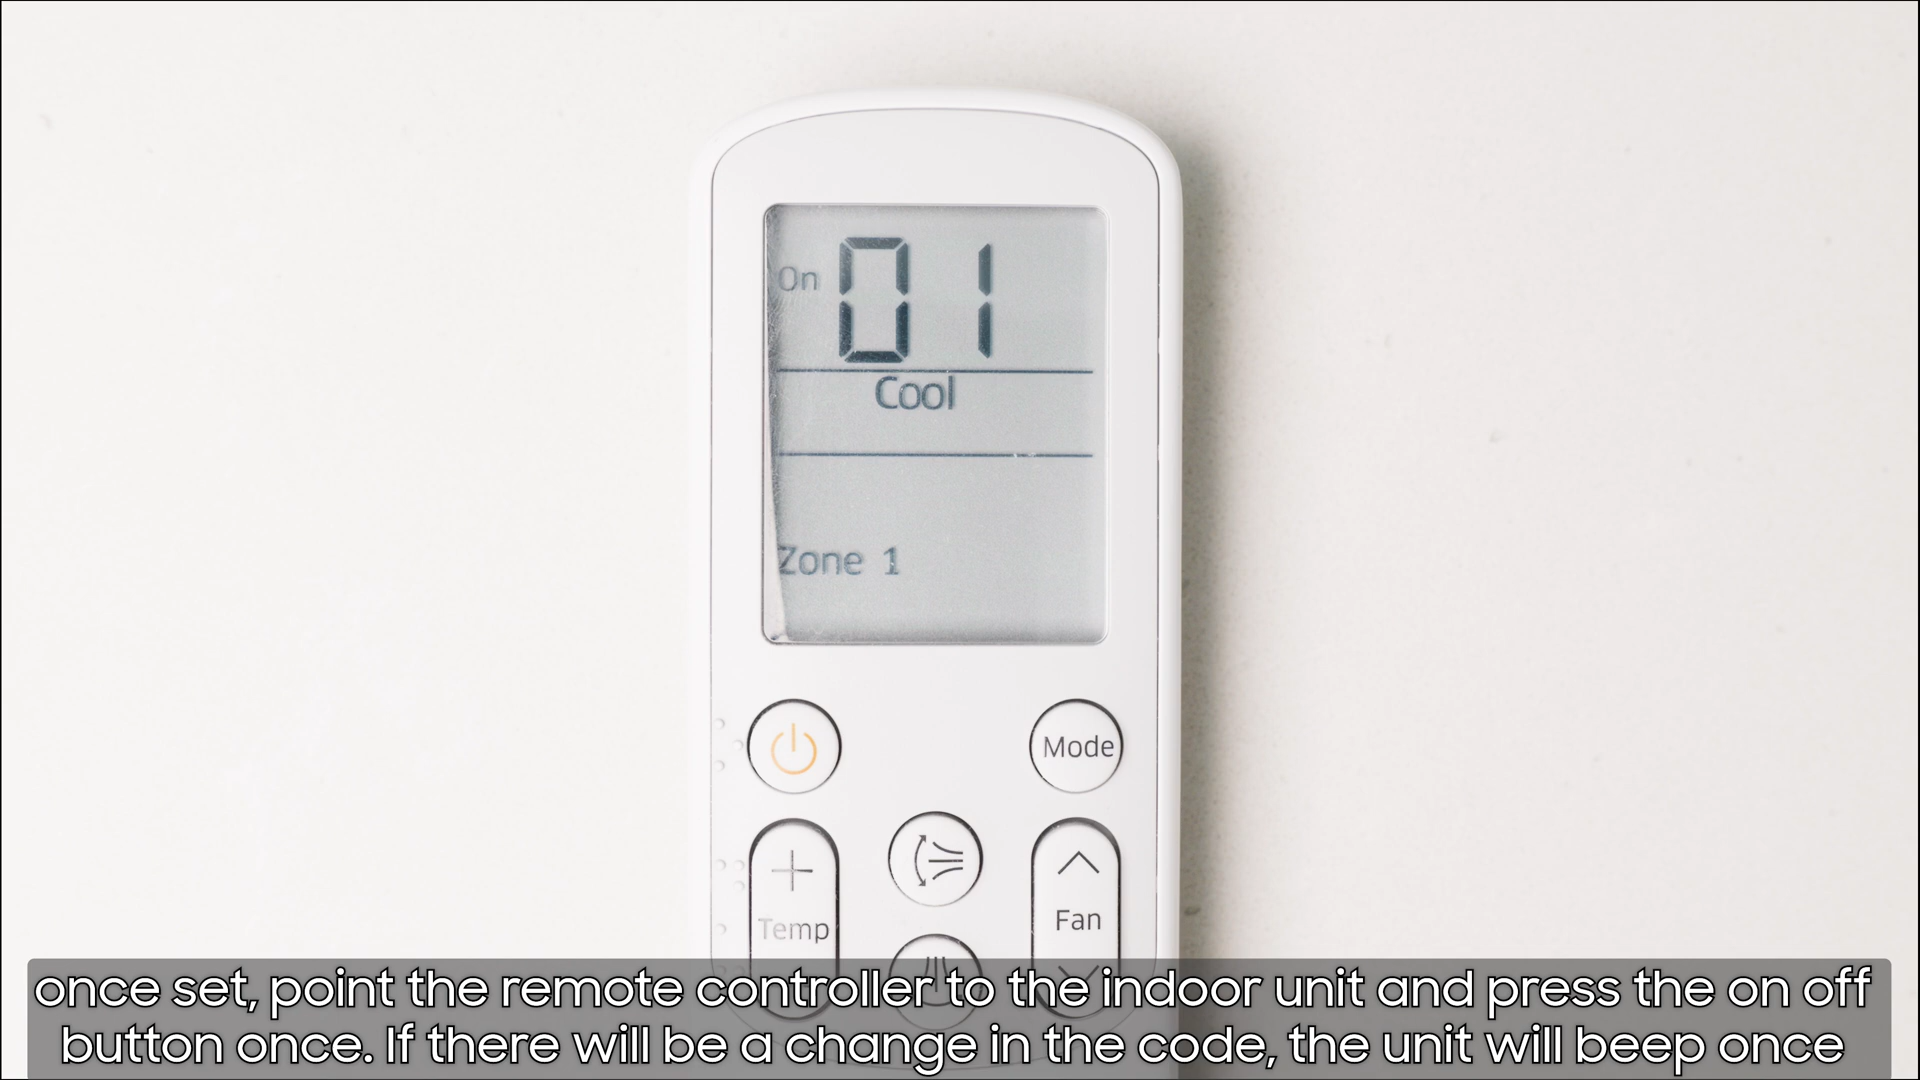 On 01
Cool
Zone 1
Mode
Temp
Fan
once set, point the remote controller to the indoor unit and press the on off
button once. If there will be a change in the code, the unit will beep once